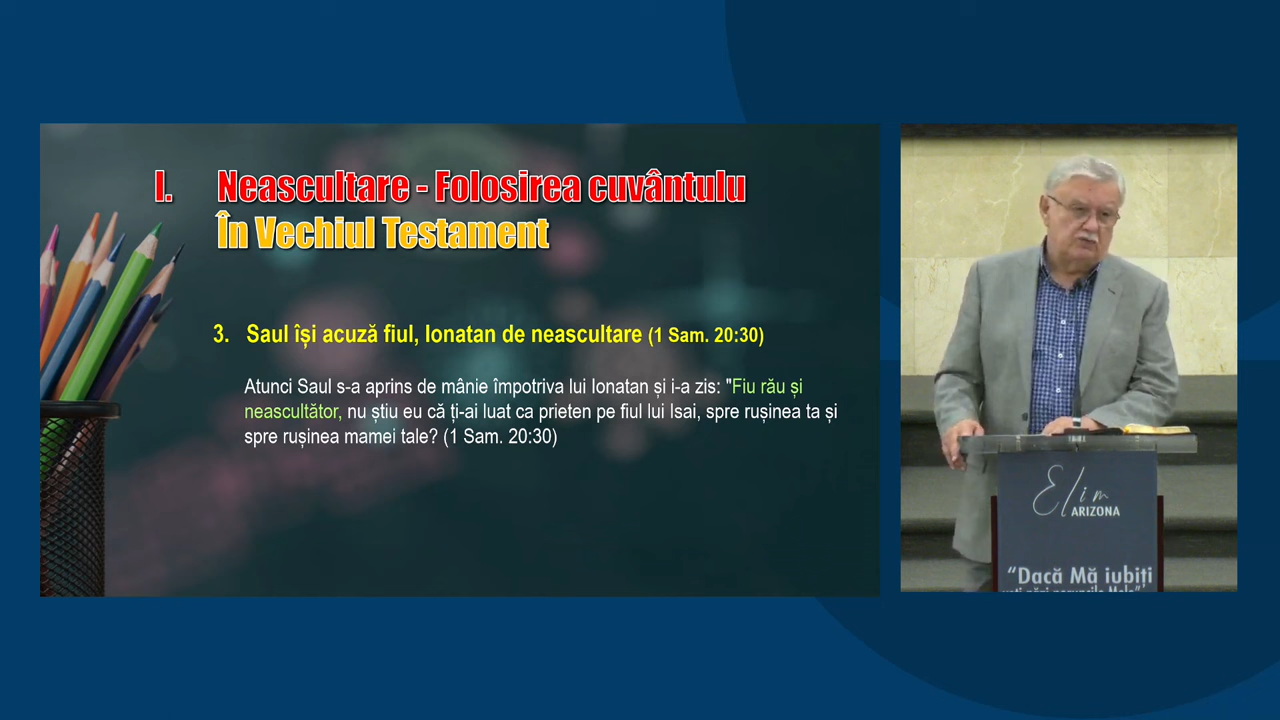 I. Neascultare - Folosirea cuvântulu
În Vechiul Testament
3. Saul își acuză fiul, Ionatan de neascultare (1 Sam. 20:30)
Atunci Saul s-a aprins de mânie împotriva lui Ionatan și i-a zis: "Fiu rău și
neascultător, nu știu eu că ți-ai luat ca prieten pe fiul lui Isai, spre rușinea ta și
spre rușinea mamei tale? (1 Sam. 20:30)
Elim
ARIZONA
“Dacă Mă iubiți